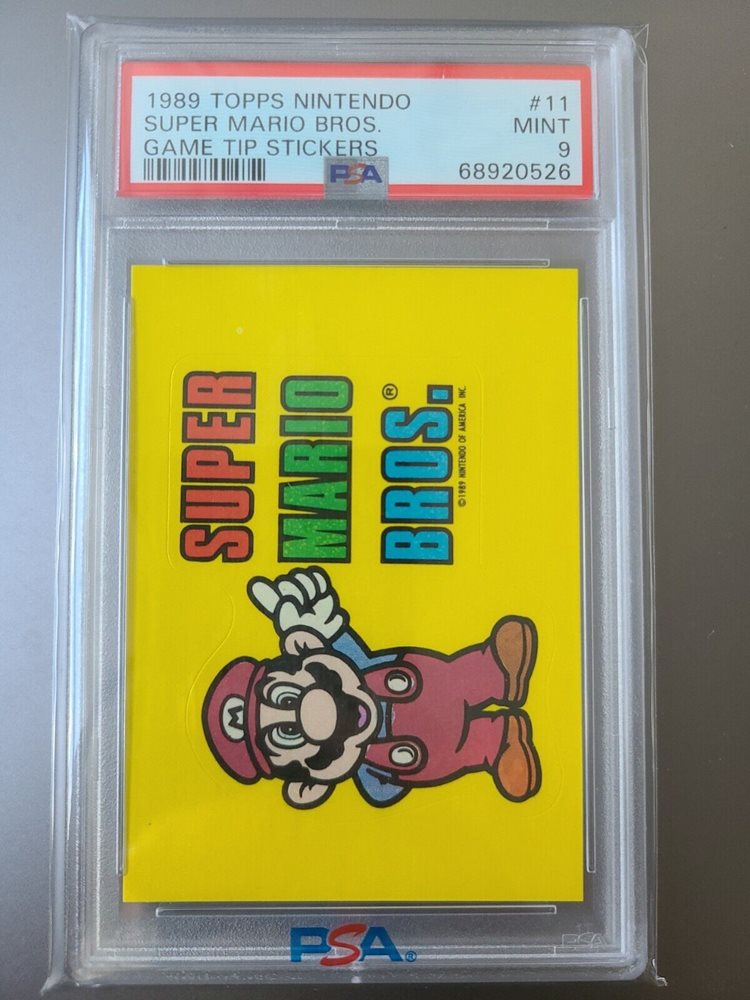 1989 TOPPS NINTENDO #11
SUPER MARIO BROS. MINT
GAME TIP STICKERS 9
PSA 68920526
SUPER
MARIO
BROS.®
©1989 NINTENDO OF AMERICA INC.
M
PSA®
PSA